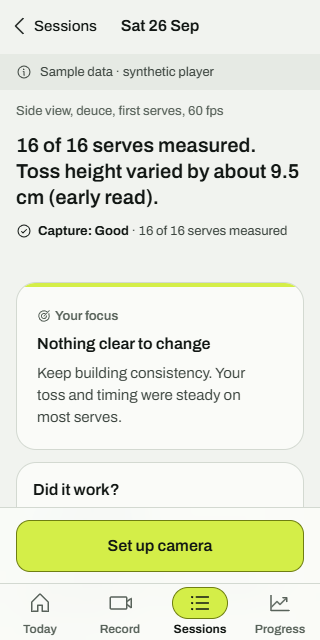 Sessions
Sat 26 Sep
Sample data · synthetic player
Side view, deuce, first serves, 60 fps
16 of 16 serves measured.
Toss height varied by about 9.5
cm (early read).
Capture: Good · 16 of 16 serves measured
Your focus
Nothing clear to change
Keep building consistency. Your
toss and timing were steady on
most serves.
Did it work?
Set up camera
Today
Record
Sessions
Progress